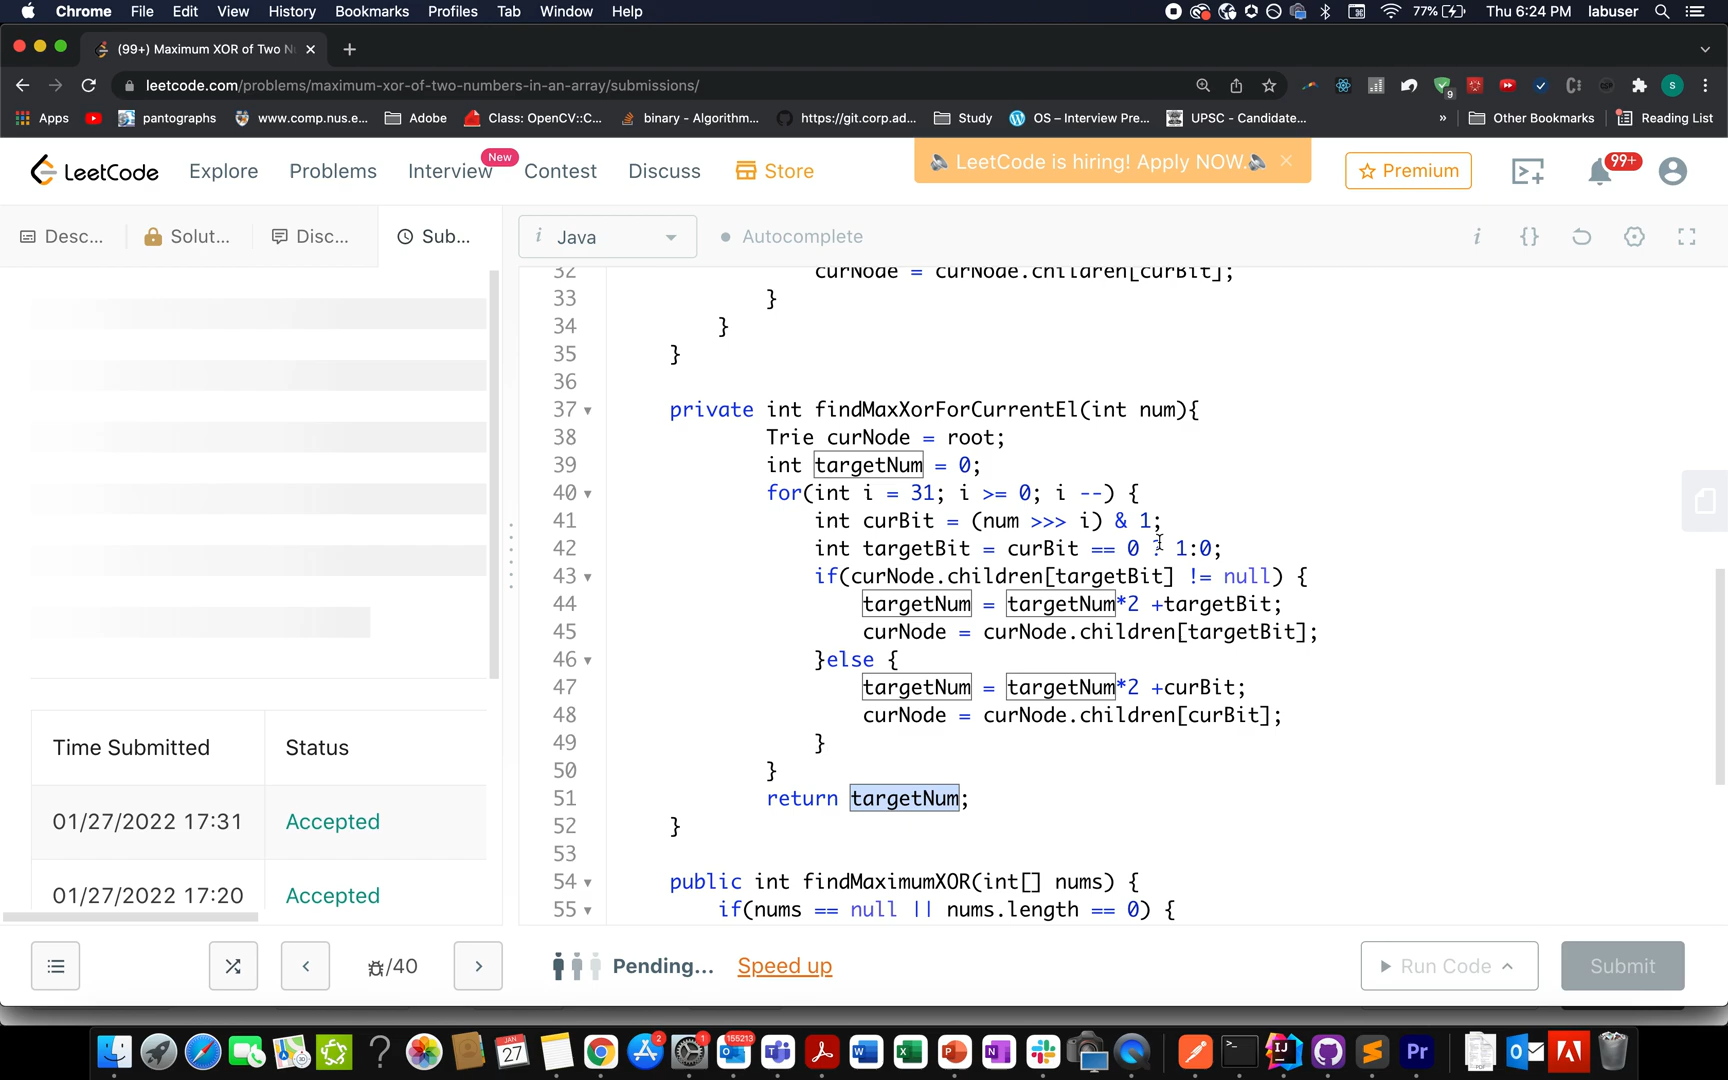 Chrome File Edit View History Bookmarks Profiles Tab Window Help 77% Thu 6:24 PM labuser
(99+) Maximum XOR of Two N
leetcode.com/problems/maximum-xor-of-two-numbers-in-an-array/submissions/
Apps pantographs www.comp.nus.e... Adobe Class: OpenCV::C... binary - Algorithm... https://git.corp.ad... Study OS – Interview Pre... UPSC - Candidate... » Other Bookmarks Reading List
LeetCode Explore Problems Interview New Contest Discuss Store LeetCode is hiring! Apply NOW. Premium 99+
Desc... Solut... Disc... Sub... i Java Autocomplete
32 curNode = curNode.children[curBit];
33 }
34 }
35 }
36
37 private int findMaxXorForCurrentEl(int num){
38 Trie curNode = root;
39 int targetNum = 0;
40 for(int i = 31; i >= 0; i --) {
41 int curBit = (num >>> i) & 1;
42 int targetBit = curBit == 0 ? 1:0;
43 if(curNode.children[targetBit] != null) {
44 targetNum = targetNum*2 +targetBit;
45 curNode = curNode.children[targetBit];
46 }else {
47 targetNum = targetNum*2 +curBit;
48 curNode = curNode.children[curBit];
49 }
50 }
51 return targetNum;
52 }
53
54 public int findMaximumXOR(int[] nums) {
55 if(nums == null || nums.length == 0) {
Time Submitted Status
01/27/2022 17:31 Accepted
01/27/2022 17:20 Accepted
/40 Pending... Speed up Run Code Submit